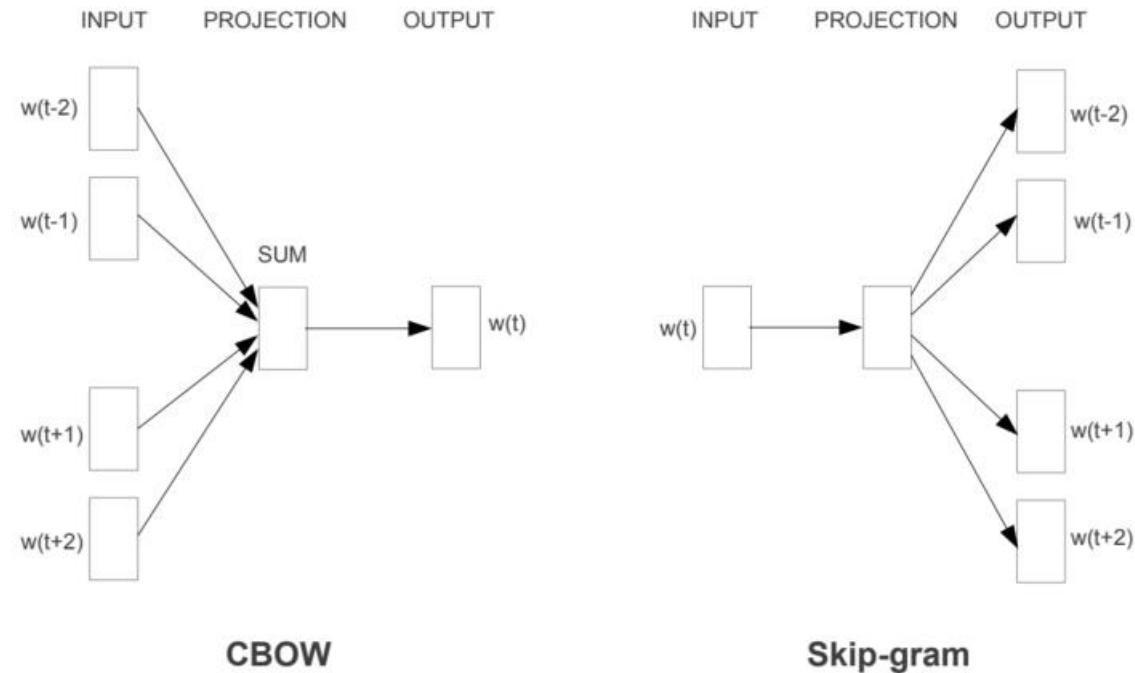 INPUT PROJECTION OUTPUT
w(t-2)
w(t-1)
SUM
w(t)
w(t+1)
w(t+2)
CBOW
INPUT PROJECTION OUTPUT
w(t-2)
w(t-1)
w(t)
w(t+1)
w(t+2)
Skip-gram